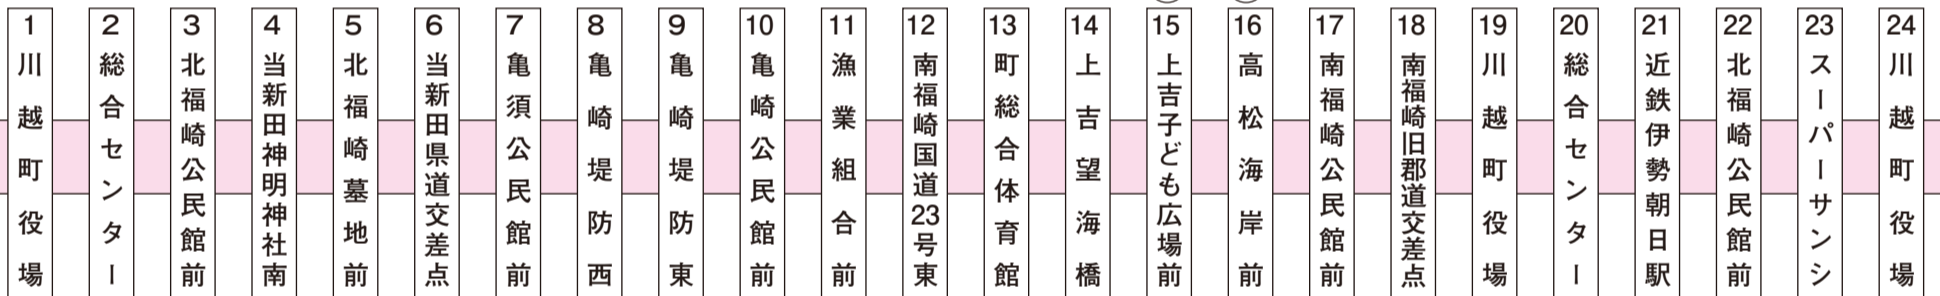 1 川越町役場
2 総合センター
3 北福崎公民館前
4 当新田神明神社南
5 北福崎墓地前
6 当新田県道交差点
7 亀須公民館前
8 亀崎堤防西
9 亀崎堤防東
10 亀崎公民館前
11 漁業組合前
12 南福崎国道23号東
13 町総合体育館
14 上吉望海橋
15 上吉子ども広場前
16 高松海岸前
17 南福崎公民館前
18 南福崎旧郡道交差点
19 川越町役場
20 総合センター
21 近鉄伊勢朝日駅
22 北福崎公民館前
23 スーパーサンシ
24 川越町役場